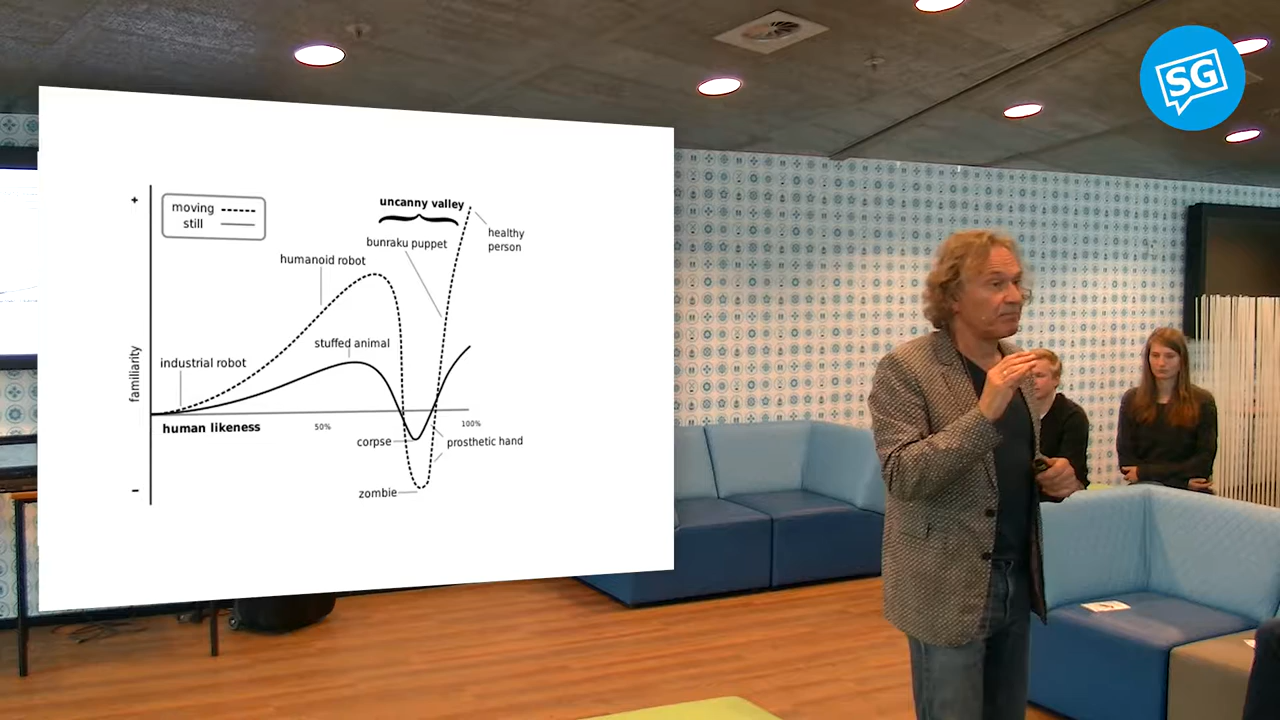 SG
+
moving
still
uncanny valley
healthy
person
bunraku puppet
humanoid robot
stuffed animal
industrial robot
familiarity
human likeness
50%
100%
corpse
prosthetic hand
zombie
-